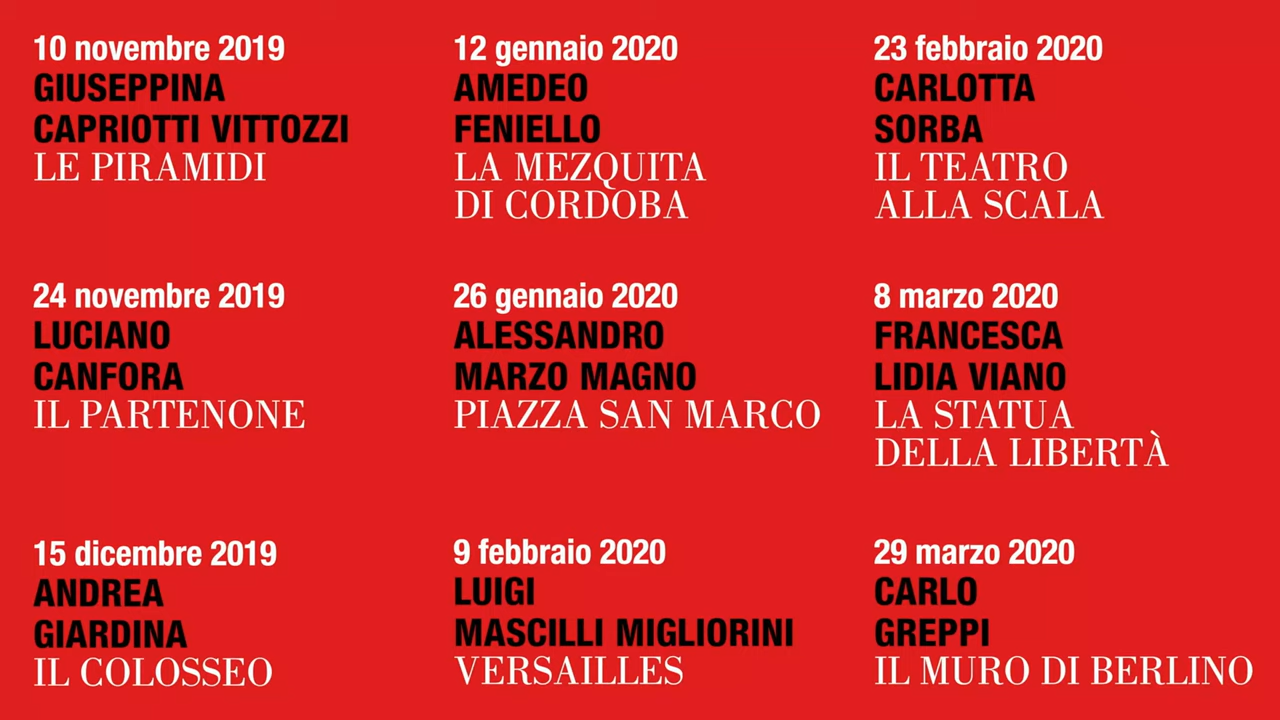 10 novembre 2019
GIUSEPPINA
CAPRIOTTI VITTOZZI
LE PIRAMIDI
24 novembre 2019
LUCIANO
CANFORA
IL PARTENONE
15 dicembre 2019
ANDREA
GIARDINA
IL COLOSSEO
12 gennaio 2020
AMEDEO
FENIELLO
LA MEZQUITA
DI CORDOBA
26 gennaio 2020
ALESSANDRO
MARZO MAGNO
PIAZZA SAN MARCO
9 febbraio 2020
LUIGI
MASCILLI MIGLIORINI
VERSAILLES
23 febbraio 2020
CARLOTTA
SORBA
IL TEATRO
ALLA SCALA
8 marzo 2020
FRANCESCA
LIDIA VIANO
LA STATUA
DELLA LIBERTÀ
29 marzo 2020
CARLO
GREPPI
IL MURO DI BERLINO